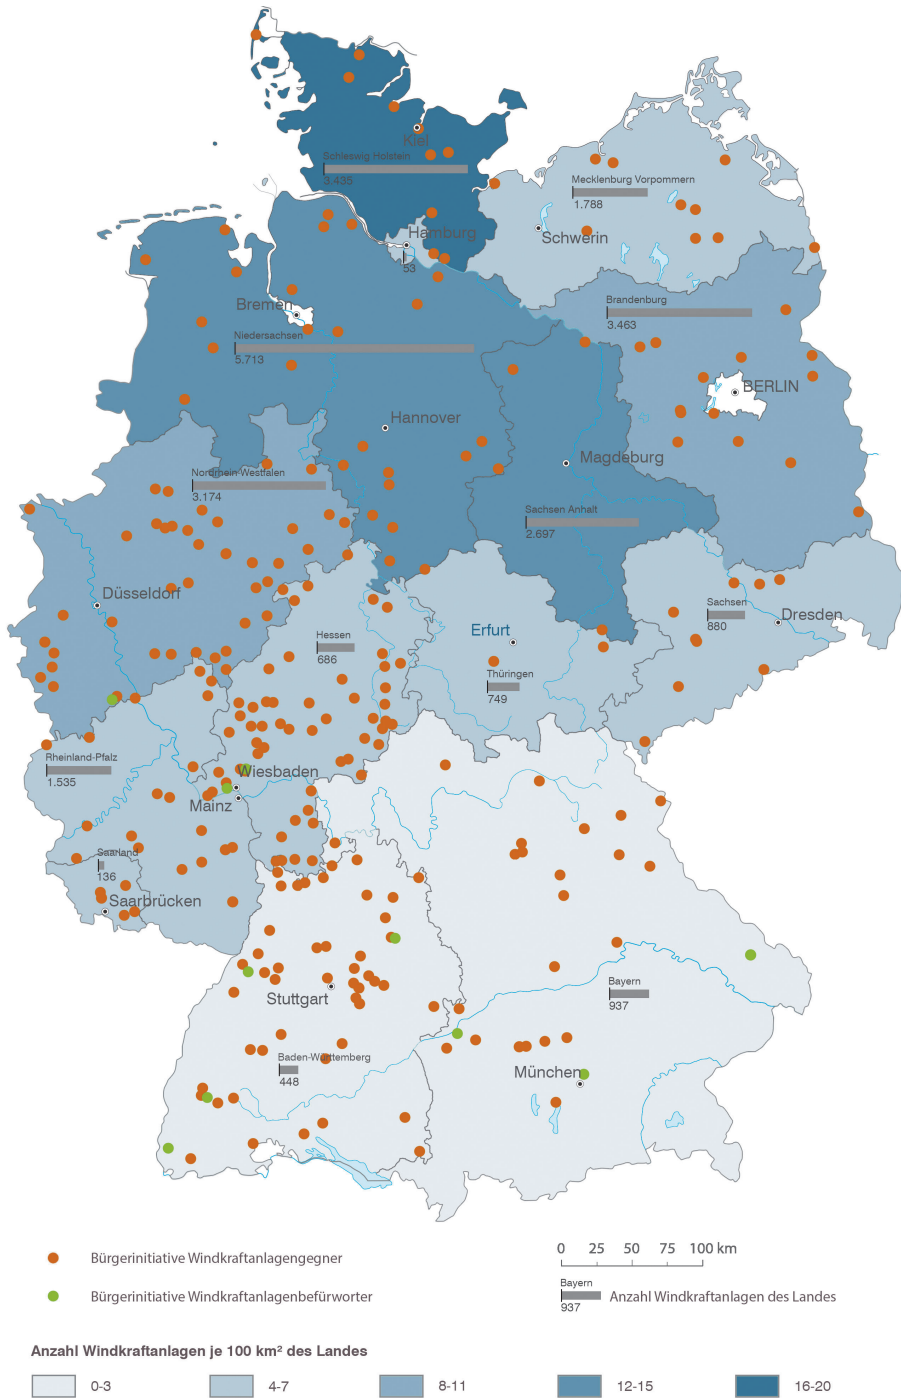 Kiel
Schleswig Holstein
3.435
Mecklenburg Vorpommern
1.788
Schwerin
Hamburg
53
Bremen
Brandenburg
3.463
Niedersachsen
5.713
BERLIN
Hannover
Magdeburg
Nordrhein-Westfalen
3.174
Sachsen Anhalt
2.697
Düsseldorf
Sachsen
880
Dresden
Erfurt
Hessen
686
Thüringen
749
Rheinland-Pfalz
1.535
Wiesbaden
Mainz
Saarland
136
Saarbrücken
Stuttgart
Bayern
937
Baden-Württemberg
448
München
Bürgerinitiative Windkraftanlagengegner
Bürgerinitiative Windkraftanlagenbefürworter
0 25 50 75 100 km
Bayern
937
Anzahl Windkraftanlagen des Landes
Anzahl Windkraftanlagen je 100 km² des Landes
0-3 4-7 8-11 12-15 16-20